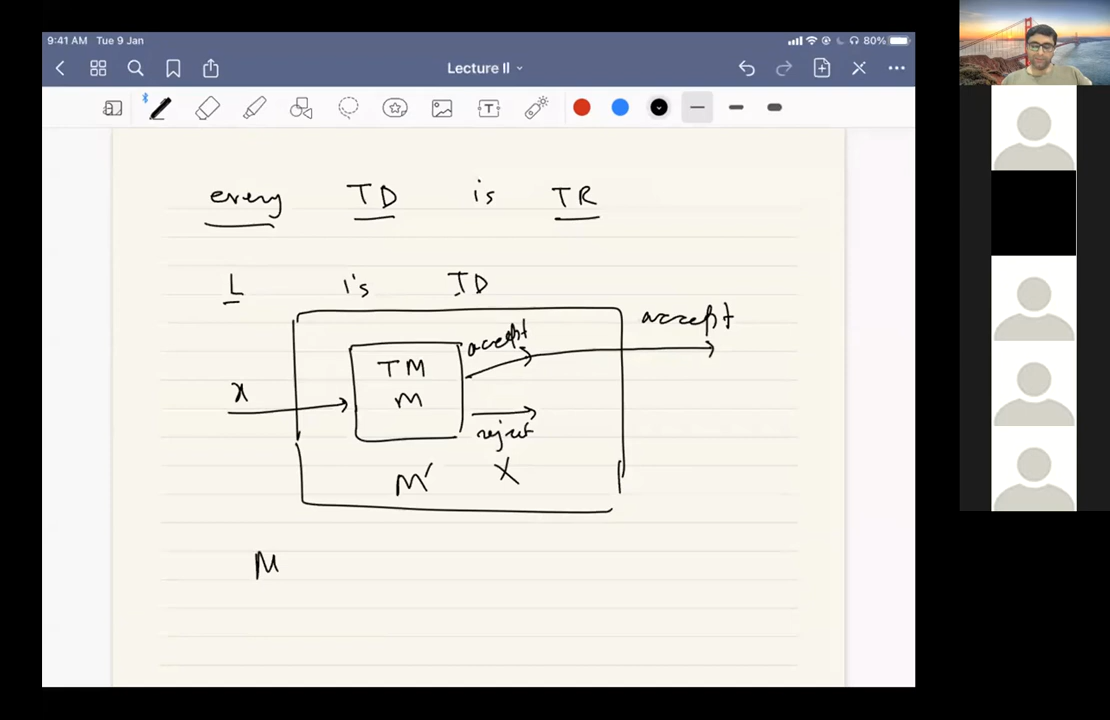 9:41 AM Tue 9 Jan 80%
Lecture II
T
every TD is TR
L is TD
accept
accept
TM
x
M
reject
M' X
M